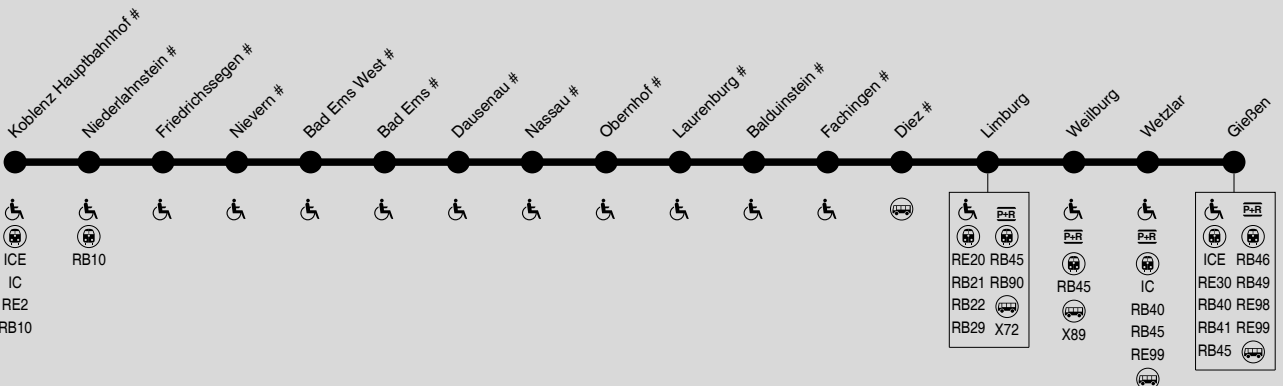 Koblenz Hauptbahnhof #
Niederlahnstein #
Friedrichssegen #
Nievern #
Bad Ems West #
Bad Ems #
Dausenau #
Nassau #
Obernhof #
Laurenburg #
Balduinstein #
Fachingen #
Diez #
Limburg
Weilburg
Wetzlar
Gießen
ICE
IC
RE2
RB10
RB10
P+R
RE20 RB45
RB21 RB90
RB22
RB29 X72
P+R
RB45
X89
P+R
IC
RB40
RB45
RE99
P+R
ICE RB46
RE30 RB49
RB40 RE98
RB41 RE99
RB45